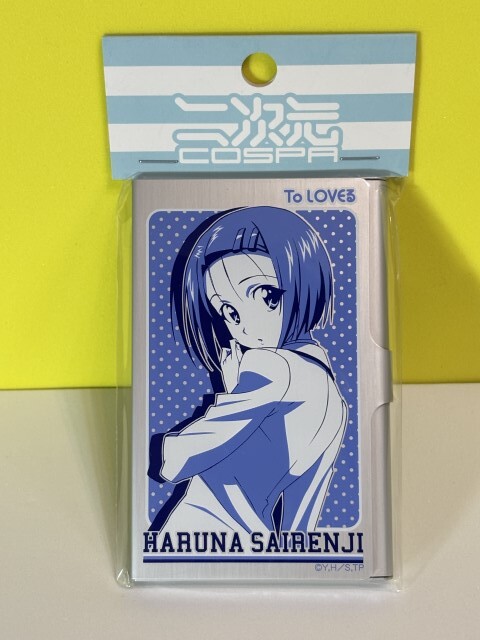 二次元
COSPA
To LOVEる
HARUNA SAIRENJI
©Y,H/S,TP